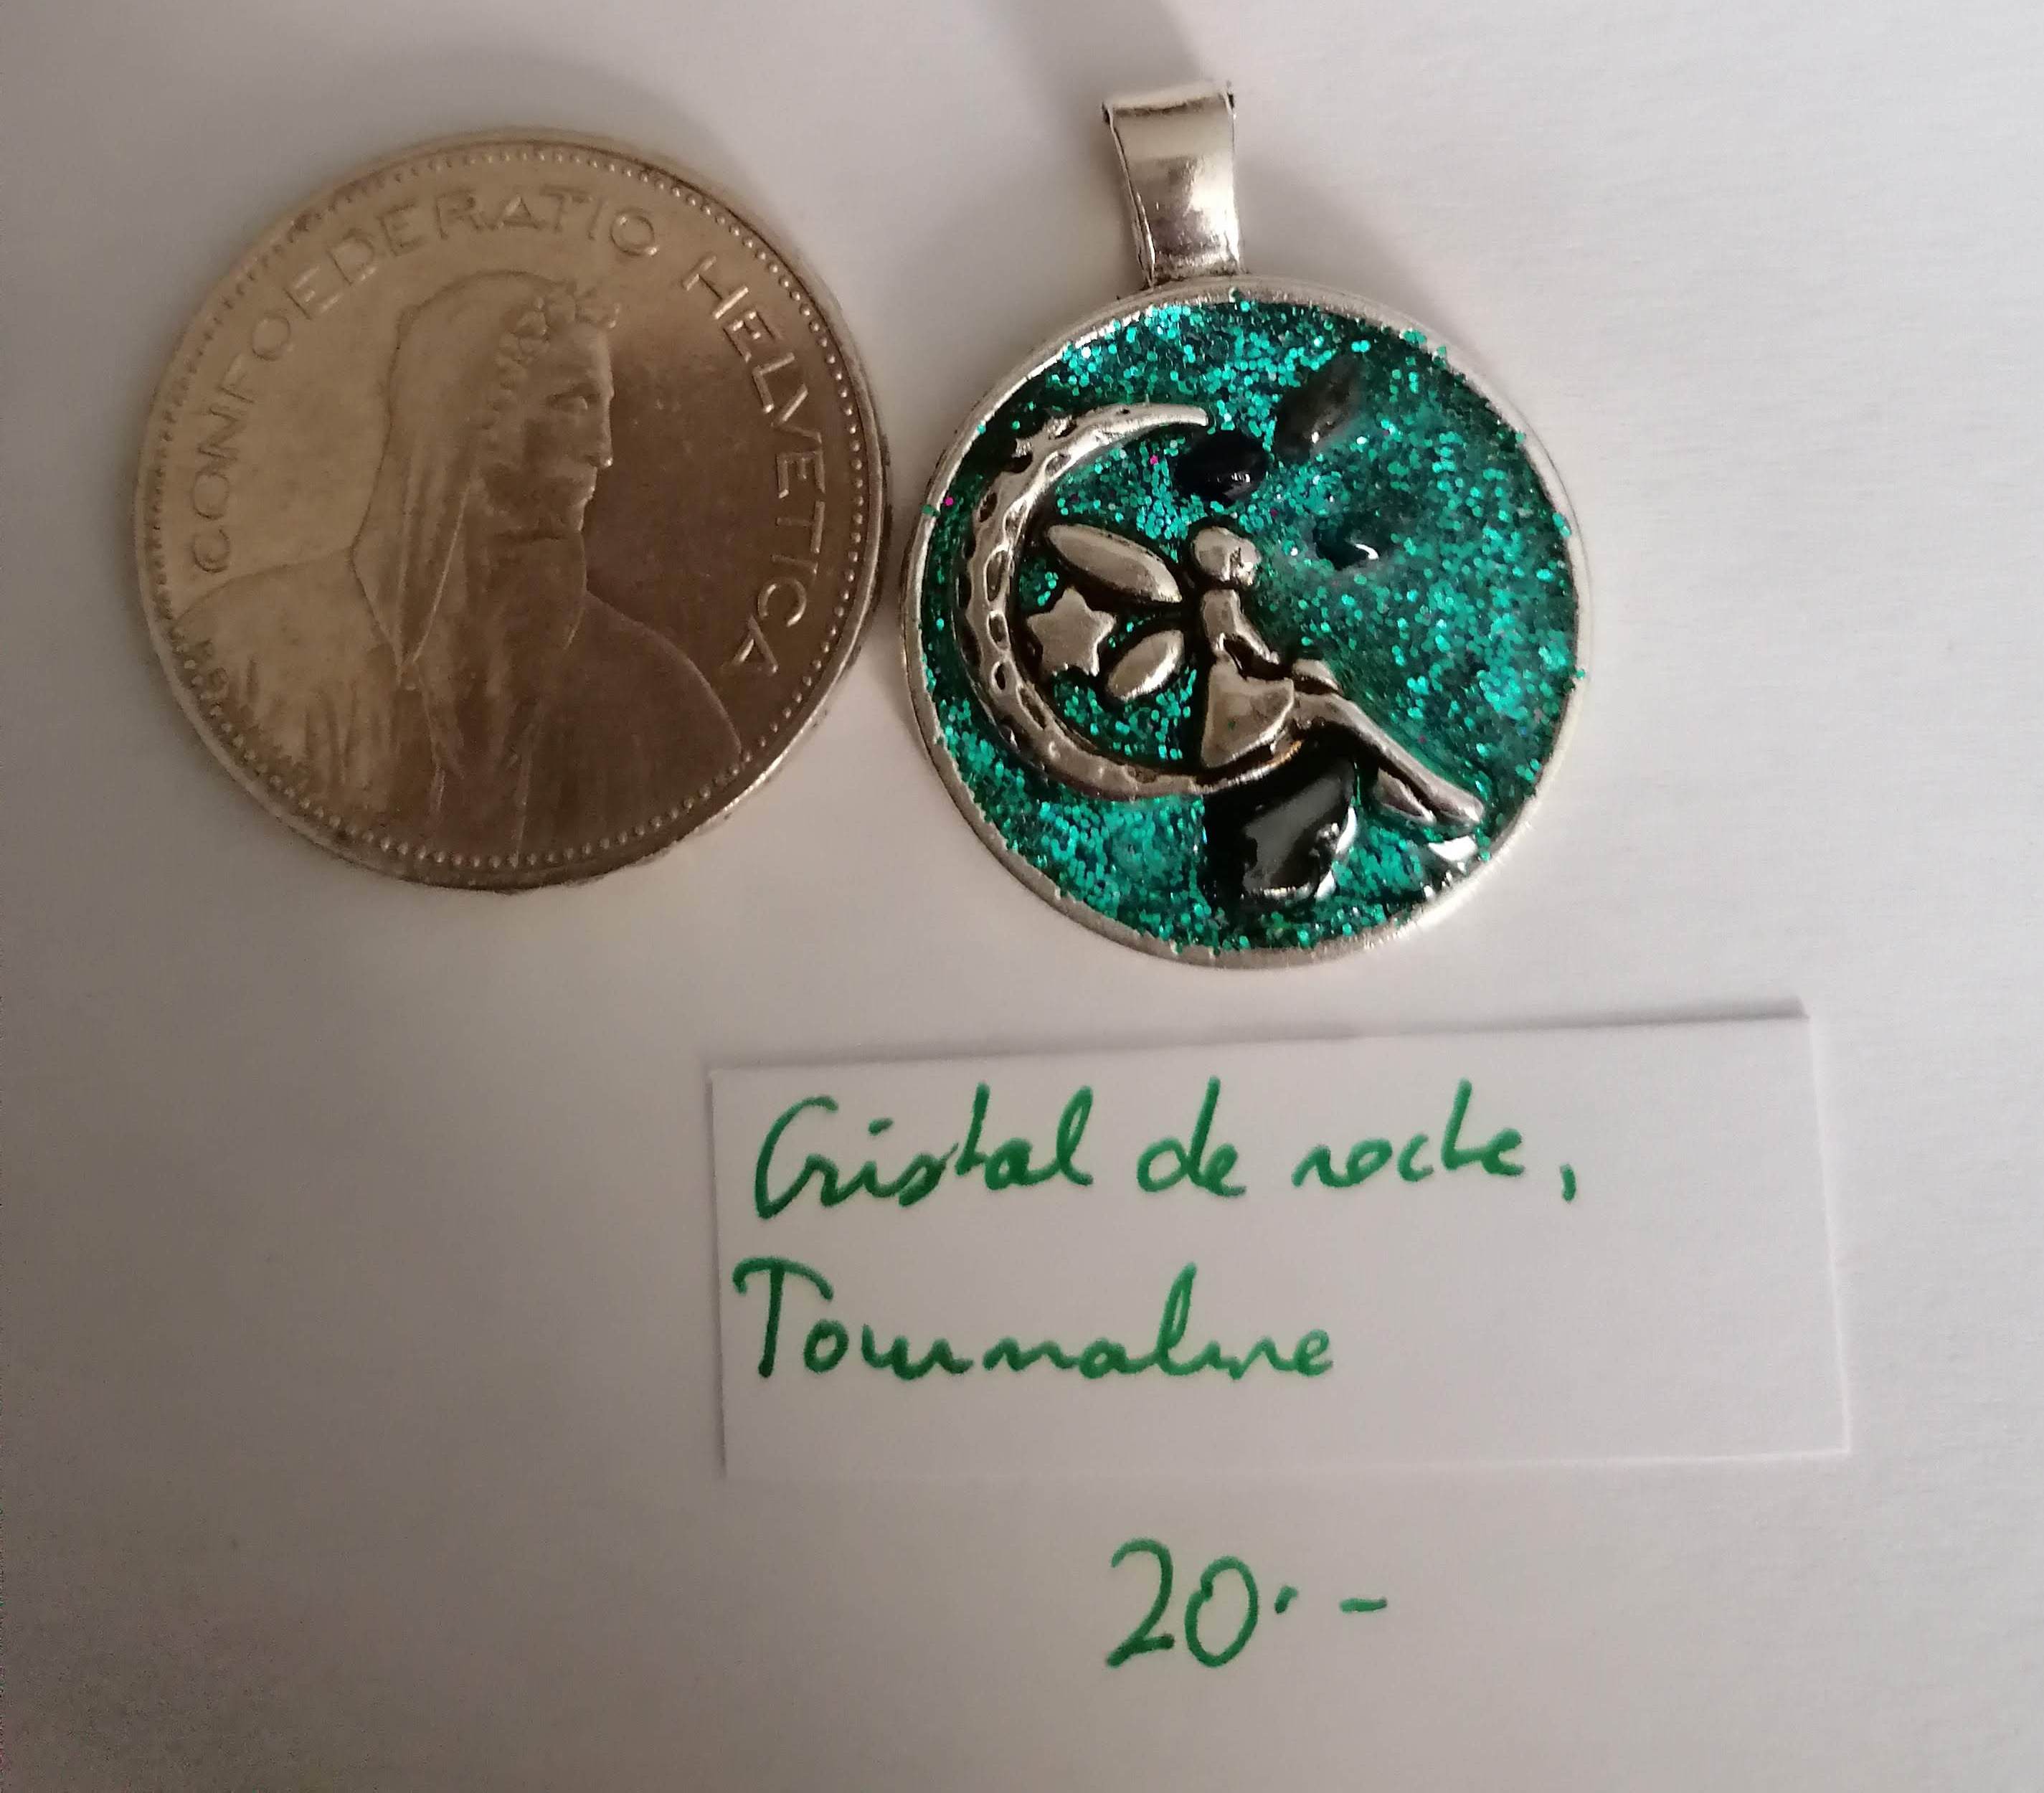 CONFOEDERATIO HELVETICA
Cristal de roche,
Tourmaline
20.-